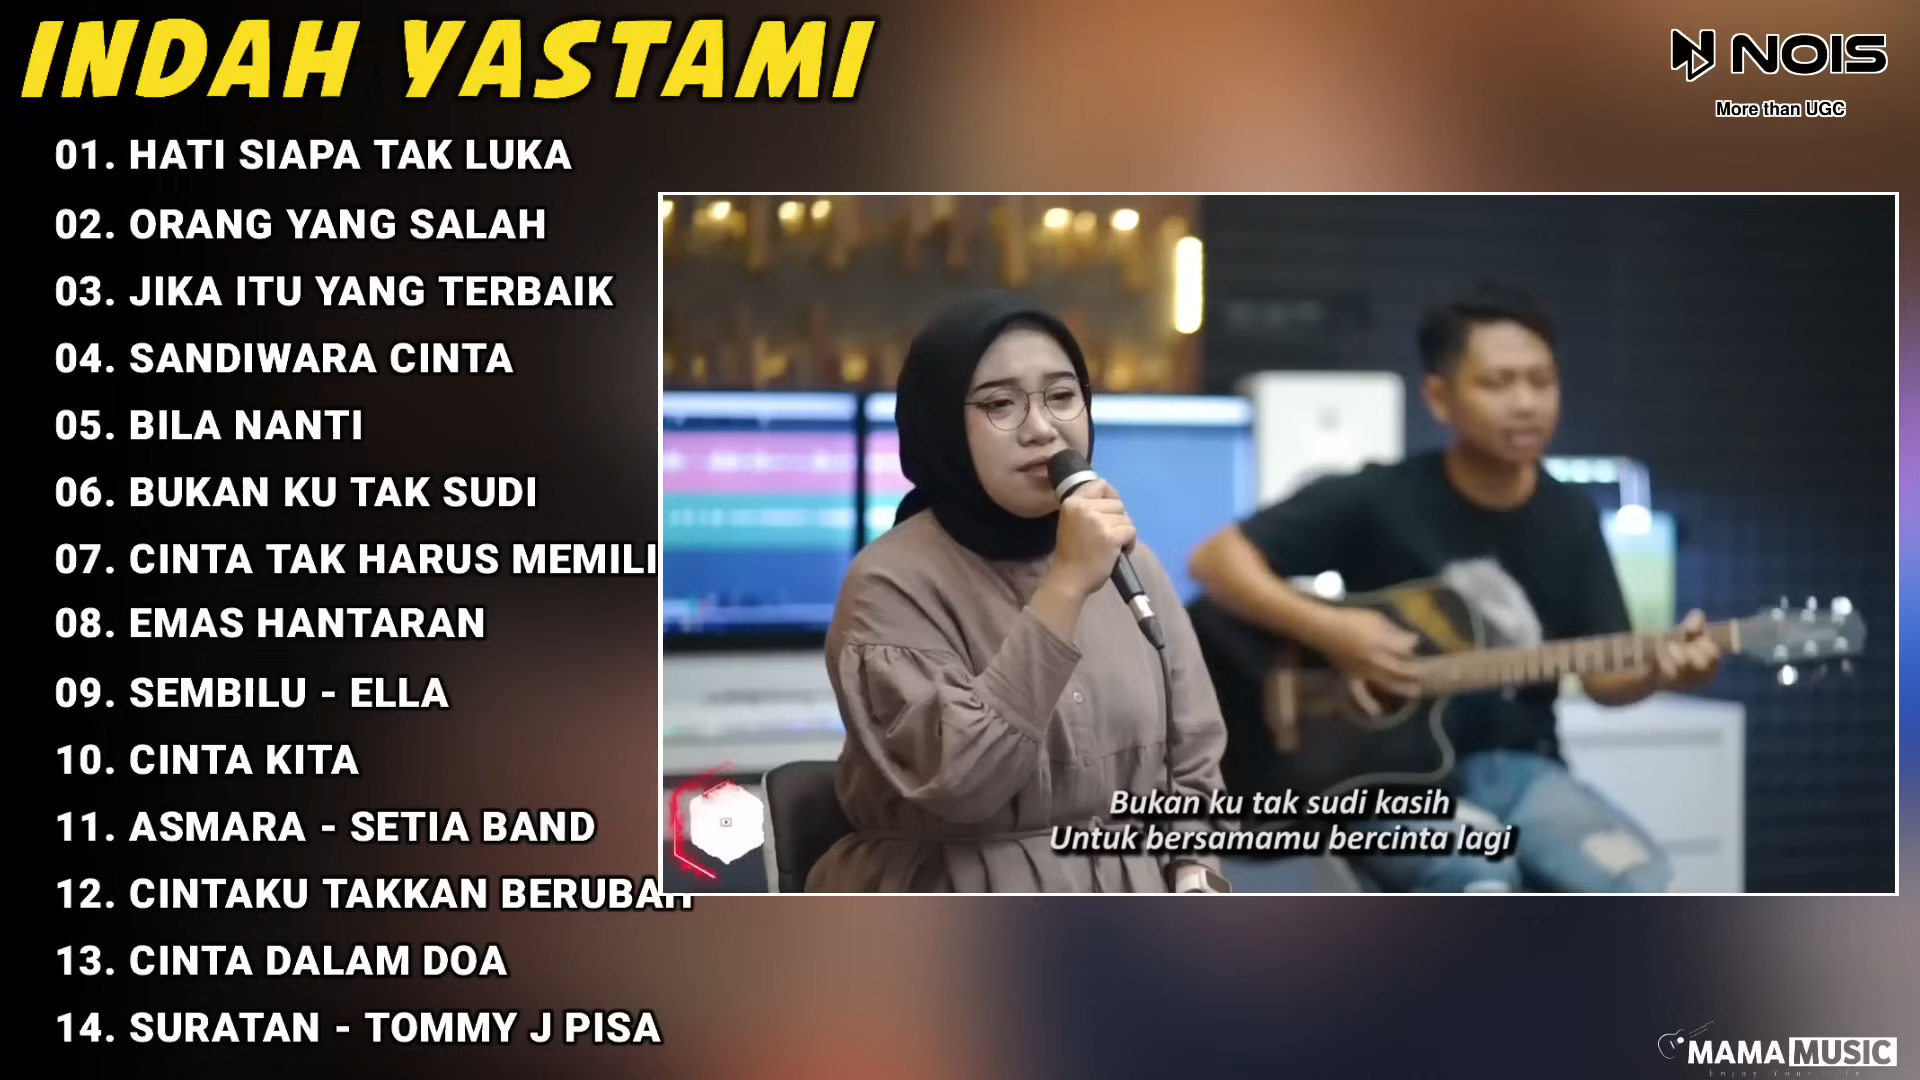 INDAH YASTAMI
NOIS
More than UGC
01. HATI SIAPA TAK LUKA
02. ORANG YANG SALAH
03. JIKA ITU YANG TERBAIK
04. SANDIWARA CINTA
05. BILA NANTI
06. BUKAN KU TAK SUDI
07. CINTA TAK HARUS MEMILI
08. EMAS HANTARAN
09. SEMBILU - ELLA
10. CINTA KITA
11. ASMARA - SETIA BAND
12. CINTAKU TAKKAN BERUBAH
13. CINTA DALAM DOA
14. SURATAN - TOMMY J PISA
Bukan ku tak sudi kasih
Untuk bersamamu bercinta lagi
MAMA MUSIC